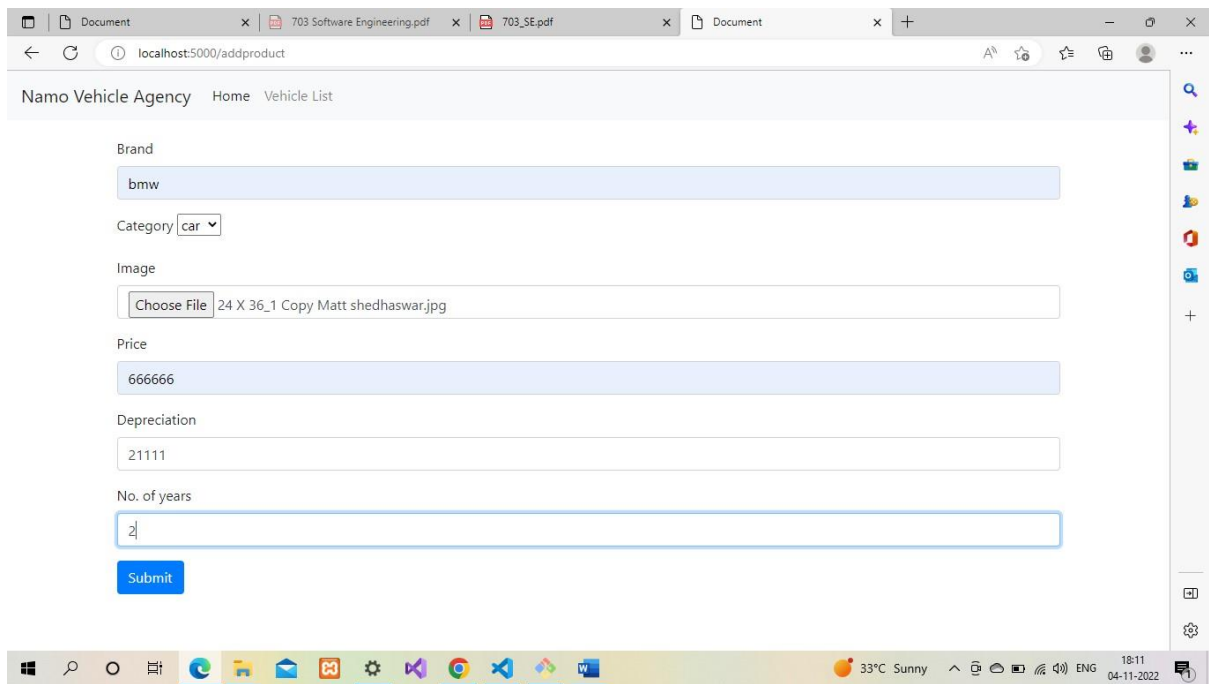 Document
703 Software Engineering.pdf
703_SE.pdf
Document
localhost:5000/addproduct
Namo Vehicle Agency Home Vehicle List
Brand
bmw
Category car
Image
Choose File 24 X 36_1 Copy Matt shedhaswar.jpg
Price
666666
Depreciation
21111
No. of years
2
Submit
33°C Sunny ENG 18:11
04-11-2022